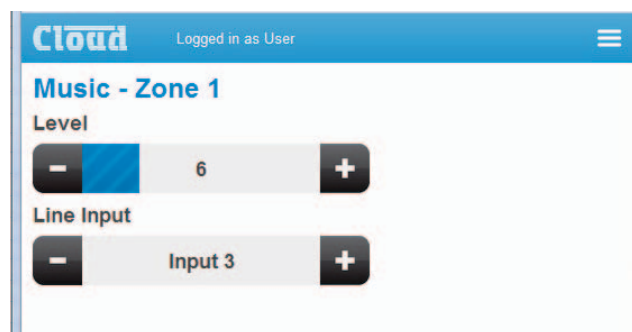 Cloud Logged in as User
Music - Zone 1
Level
- 6 +
Line Input
- Input 3 +